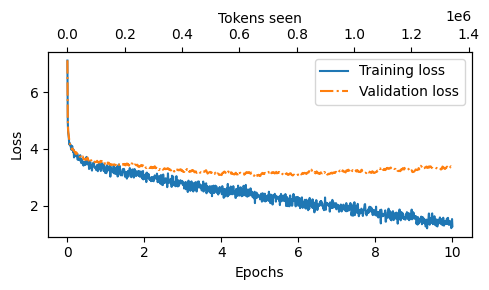 Tokens seen
1e6
0.0 0.2 0.4 0.6 0.8 1.0 1.2 1.4
Training loss
Validation loss
Loss
6
4
2
0 2 4 6 8 10
Epochs